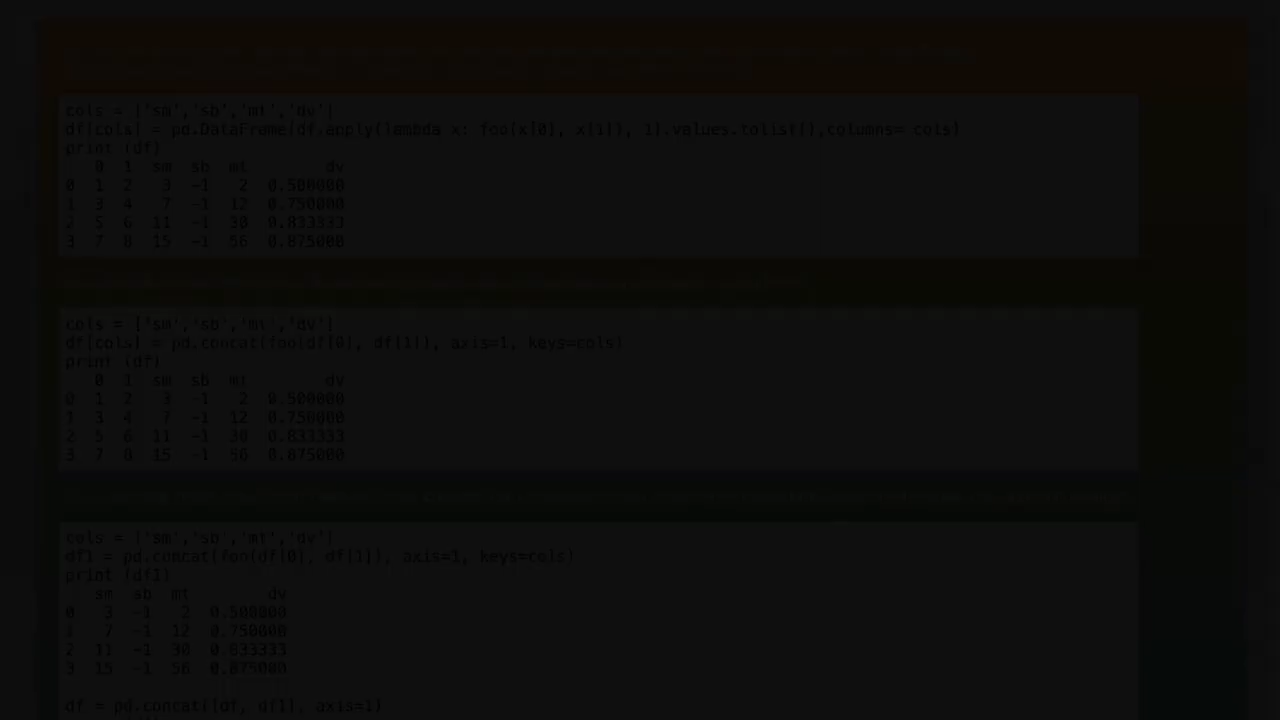 cols = ['sm','sb','mt','dv']
df[cols] = pd.DataFrame(df.apply(lambda x: foo(x[0], x[1]), 1).values.tolist(),columns= cols)
print (df)
   0  1  sm  sb  mt        dv
0  1  2   3  -1   2  0.500000
1  3  4   7  -1  12  0.750000
2  5  6  11  -1  30  0.833333
3  7  8  15  -1  56  0.875000
cols = ['sm','sb','mt','dv']
df[cols] = pd.concat(foo(df[0], df[1]), axis=1, keys=cols)
print (df)
   0  1  sm  sb  mt        dv
0  1  2   3  -1   2  0.500000
1  3  4   7  -1  12  0.750000
2  5  6  11  -1  30  0.833333
3  7  8  15  -1  56  0.875000
cols = ['sm','sb','mt','dv']
df1 = pd.concat(foo(df[0], df[1]), axis=1, keys=cols)
print (df1)
   sm  sb  mt        dv
0   3  -1   2  0.500000
1   7  -1  12  0.750000
2  11  -1  30  0.833333
3  15  -1  56  0.875000
df = pd.concat([df, df1], axis=1)